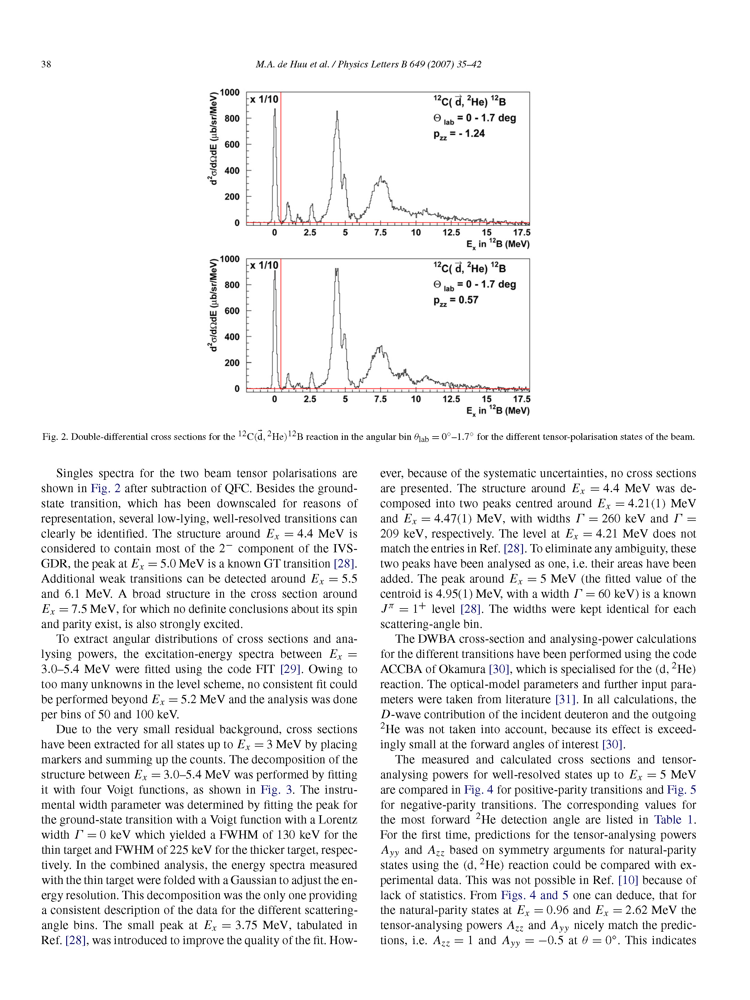 38
M.A. de Huu et al. / Physics Letters B 649 (2007) 35–42
d²σ/dΩdE (μb/sr/MeV)
1000
800
600
400
200
0
x 1/10
¹²C( d⃗, ²He) ¹²B
Θ lab = 0 - 1.7 deg
pzz = - 1.24
0 2.5 5 7.5 10 12.5 15 17.5
Ex in ¹²B (MeV)
d²σ/dΩdE (μb/sr/MeV)
1000
800
600
400
200
0
x 1/10
¹²C( d⃗, ²He) ¹²B
Θ lab = 0 - 1.7 deg
pzz = 0.57
0 2.5 5 7.5 10 12.5 15 17.5
Ex in ¹²B (MeV)
Fig. 2. Double-differential cross sections for the ¹²C(d⃗, ²He)¹²B reaction in the angular bin θlab = 0°–1.7° for the different tensor-polarisation states of the beam.
Singles spectra for the two beam tensor polarisations are
shown in Fig. 2 after subtraction of QFC. Besides the ground-
state transition, which has been downscaled for reasons of
representation, several low-lying, well-resolved transitions can
clearly be identified. The structure around Ex = 4.4 MeV is
considered to contain most of the 2⁻ component of the IVS-
GDR, the peak at Ex = 5.0 MeV is a known GT transition [28].
Additional weak transitions can be detected around Ex = 5.5
and 6.1 MeV. A broad structure in the cross section around
Ex = 7.5 MeV, for which no definite conclusions about its spin
and parity exist, is also strongly excited.
To extract angular distributions of cross sections and ana-
lysing powers, the excitation-energy spectra between Ex =
3.0–5.4 MeV were fitted using the code FIT [29]. Owing to
too many unknowns in the level scheme, no consistent fit could
be performed beyond Ex = 5.2 MeV and the analysis was done
per bins of 50 and 100 keV.
Due to the very small residual background, cross sections
have been extracted for all states up to Ex = 3 MeV by placing
markers and summing up the counts. The decomposition of the
structure between Ex = 3.0–5.4 MeV was performed by fitting
it with four Voigt functions, as shown in Fig. 3. The instru-
mental width parameter was determined by fitting the peak for
the ground-state transition with a Voigt function with a Lorentz
width Γ = 0 keV which yielded a FWHM of 130 keV for the
thin target and FWHM of 225 keV for the thicker target, respec-
tively. In the combined analysis, the energy spectra measured
with the thin target were folded with a Gaussian to adjust the en-
ergy resolution. This decomposition was the only one providing
a consistent description of the data for the different scattering-
angle bins. The small peak at Ex = 3.75 MeV, tabulated in
Ref. [28], was introduced to improve the quality of the fit. How-
ever, because of the systematic uncertainties, no cross sections
are presented. The structure around Ex = 4.4 MeV was de-
composed into two peaks centred around Ex = 4.21(1) MeV
and Ex = 4.47(1) MeV, with widths Γ = 260 keV and Γ =
209 keV, respectively. The level at Ex = 4.21 MeV does not
match the entries in Ref. [28]. To eliminate any ambiguity, these
two peaks have been analysed as one, i.e. their areas have been
added. The peak around Ex = 5 MeV (the fitted value of the
centroid is 4.95(1) MeV, with a width Γ = 60 keV) is a known
Jπ = 1⁺ level [28]. The widths were kept identical for each
scattering-angle bin.
The DWBA cross-section and analysing-power calculations
for the different transitions have been performed using the code
ACCBA of Okamura [30], which is specialised for the (d, ²He)
reaction. The optical-model parameters and further input para-
meters were taken from literature [31]. In all calculations, the
D-wave contribution of the incident deuteron and the outgoing
²He was not taken into account, because its effect is exceed-
ingly small at the forward angles of interest [30].
The measured and calculated cross sections and tensor-
analysing powers for well-resolved states up to Ex = 5 MeV
are compared in Fig. 4 for positive-parity transitions and Fig. 5
for negative-parity transitions. The corresponding values for
the most forward ²He detection angle are listed in Table 1.
For the first time, predictions for the tensor-analysing powers
Ayy and Azz based on symmetry arguments for natural-parity
states using the (d, ²He) reaction could be compared with ex-
perimental data. This was not possible in Ref. [10] because of
lack of statistics. From Figs. 4 and 5 one can deduce, that for
the natural-parity states at Ex = 0.96 and Ex = 2.62 MeV the
tensor-analysing powers Azz and Ayy nicely match the predic-
tions, i.e. Azz = 1 and Ayy = −0.5 at θ = 0°. This indicates